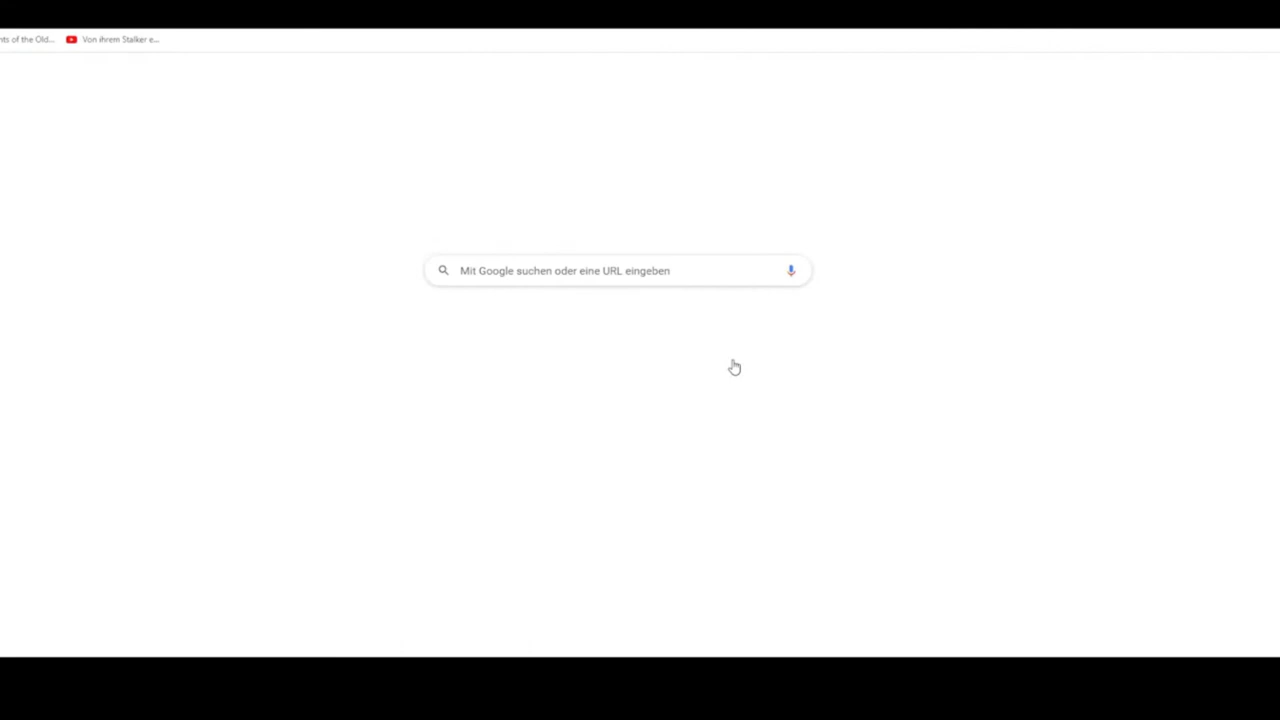 nts of the Old...
Von ihrem Stalker e...
Mit Google suchen oder eine URL eingeben